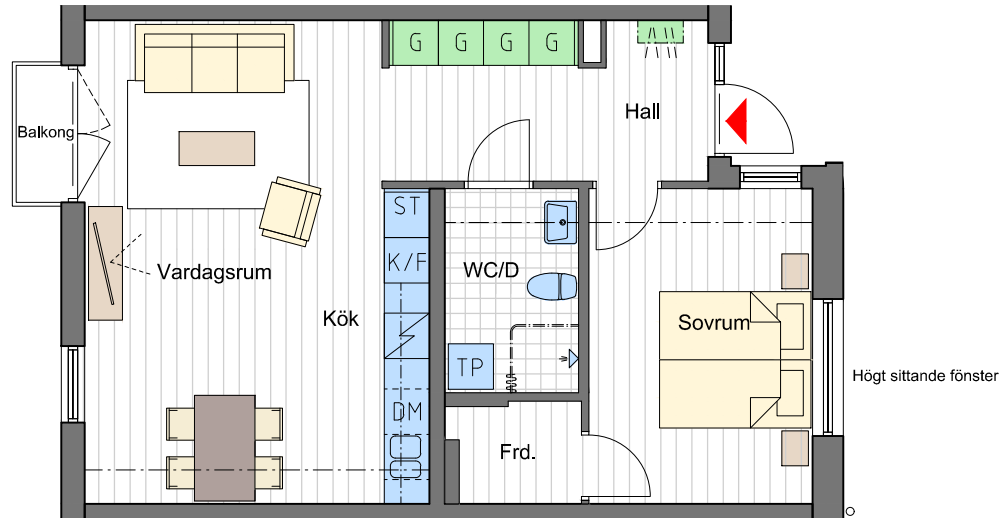 G G G G
Hall
Balkong
ST
K/F
WC/D
Vardagsrum
Kök
Sovrum
TP
Högt sittande fönster
DM
Frd.